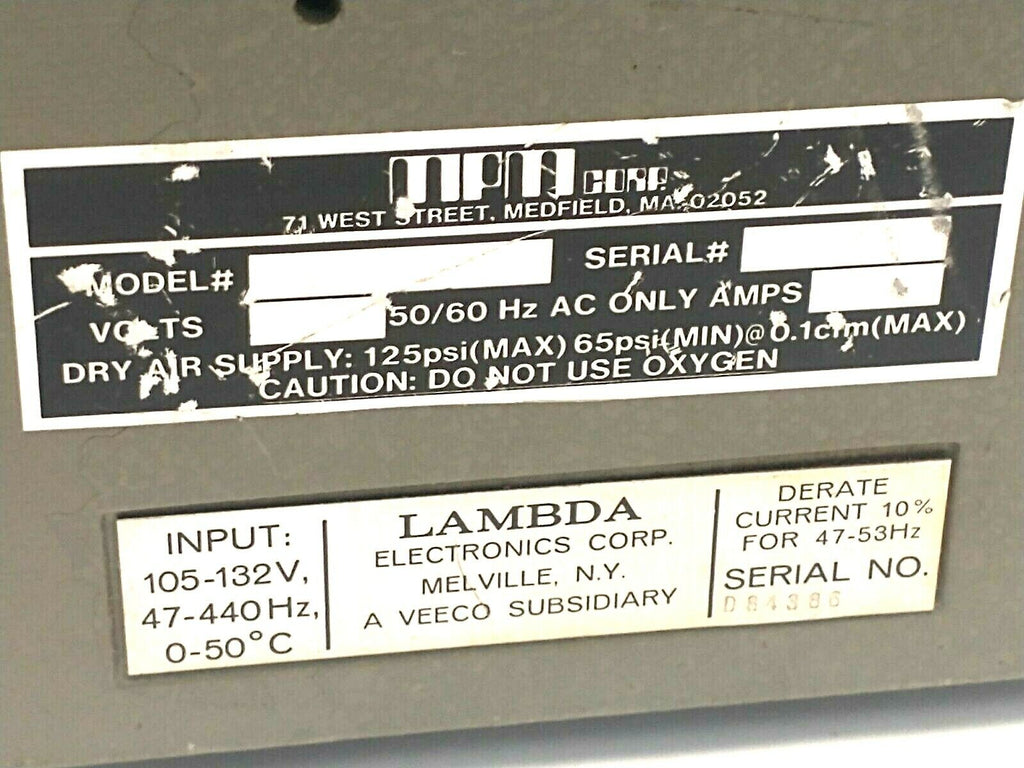 MPM CORP.
71 WEST STREET, MEDFIELD, MA. 02052
MODEL# SERIAL#
VOLTS 50/60 Hz AC ONLY AMPS
DRY AIR SUPPLY: 125psi(MAX) 65psi(MIN)@ 0.1cfm(MAX)
CAUTION: DO NOT USE OXYGEN
INPUT:
105-132V,
47-440Hz,
0-50°C
LAMBDA
ELECTRONICS CORP.
MELVILLE, N.Y.
A VEECO SUBSIDIARY
DERATE
CURRENT 10%
FOR 47-53Hz
SERIAL NO.